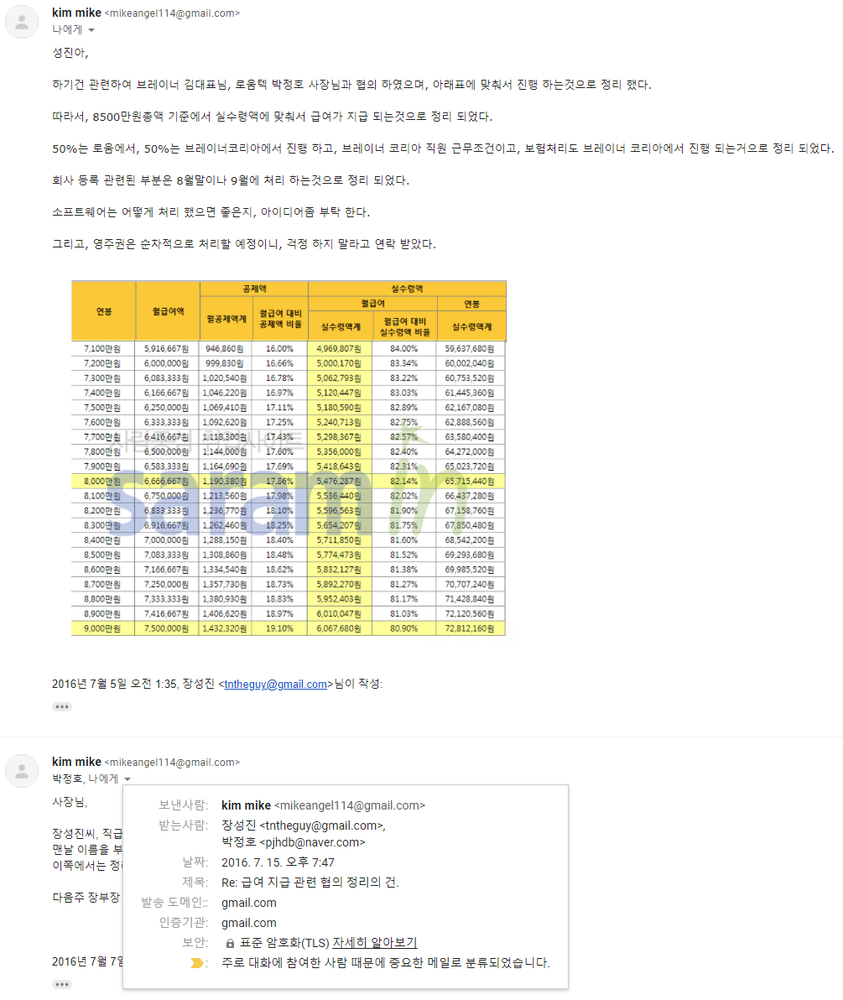 kim mike <mikeangel114@gmail.com>
나에게
성진아,
하기건 관련하여 브레이너 김대표님, 로움텍 박정호 사장님과 협의 하였으며, 아래표에 맞춰서 진행 하는것으로 정리 했다.
따라서, 8500만원총액 기준에서 실수령액에 맞춰서 급여가 지급 되는것으로 정리 되었다.
50%는 로움에서, 50%는 브레이너코리아에서 진행 하고, 브레이너 코리아 직원 근무조건이고, 보험처리도 브레이너 코리아에서 진행 되는거으로 정리 되었다.
회사 등록 관련된 부분은 8월말이나 9월에 처리 하는것으로 정리 되었다.
소프트웨어는 어떻게 처리 했으면 좋은지, 아이디어좀 부탁 한다.
그리고, 영주권은 순차적으로 처리할 예정이니, 걱정 하지 말라고 연락 받았다.
공제액 실수령액
연봉 월급여액 월공제액계 월급여 대비 공제액 비율 월급여 연봉
실수령액계 월급여 대비 실수령액 비율 실수령액계
7,100만원 5,916,667원 946,860원 16.00% 4,969,807원 84.00% 59,637,680원
7,200만원 6,000,000원 999,830원 16.66% 5,000,170원 83.34% 60,002,040원
7,300만원 6,083,333원 1,020,540원 16.78% 5,062,793원 83.22% 60,753,520원
7,400만원 6,166,667원 1,046,220원 16.97% 5,120,447원 83.03% 61,445,360원
7,500만원 6,250,000원 1,069,410원 17.11% 5,180,590원 82.89% 62,167,080원
7,600만원 6,333,333원 1,092,620원 17.25% 5,240,713원 82.75% 62,888,560원
7,700만원 6,416,667원 1,118,300원 17.43% 5,298,367원 82.57% 63,580,400원
7,800만원 6,500,000원 1,144,000원 17.60% 5,356,000원 82.40% 64,272,000원
7,900만원 6,583,333원 1,164,690원 17.69% 5,418,643원 82.31% 65,023,720원
8,000만원 6,666,667원 1,190,380원 17.86% 5,476,287원 82.14% 65,715,440원
8,100만원 6,750,000원 1,213,560원 17.98% 5,536,440원 82.02% 66,437,280원
8,200만원 6,833,333원 1,236,770원 18.10% 5,596,563원 81.90% 67,158,760원
8,300만원 6,916,667원 1,262,460원 18.25% 5,654,207원 81.75% 67,850,480원
8,400만원 7,000,000원 1,288,150원 18.40% 5,711,850원 81.60% 68,542,200원
8,500만원 7,083,333원 1,308,860원 18.48% 5,774,473원 81.52% 69,293,680원
8,600만원 7,166,667원 1,334,540원 18.62% 5,832,127원 81.38% 69,985,520원
8,700만원 7,250,000원 1,357,730원 18.73% 5,892,270원 81.27% 70,707,240원
8,800만원 7,333,333원 1,380,930원 18.83% 5,952,403원 81.17% 71,428,840원
8,900만원 7,416,667원 1,406,620원 18.97% 6,010,047원 81.03% 72,120,560원
9,000만원 7,500,000원 1,432,320원 19.10% 6,067,680원 80.90% 72,812,160원
saramin
2016년 7월 5일 오전 1:35, 장성진 <tntheguy@gmail.com>님이 작성:
kim mike <mikeangel114@gmail.com>
박정호, 나에게
사장님,
장성진씨, 직급
맨날 이름을 부
이쪽에서는
다음주 장부장
2016년 7월 7일
보낸사람: kim mike <mikeangel114@gmail.com>
받는사람: 장성진 <tntheguy@gmail.com>,
박정호 <pjhdb@naver.com>
날짜: 2016. 7. 15. 오후 7:47
제목: Re: 급여 지급 관련 협의 정리의 건.
발송 도메인:: gmail.com
인증기관: gmail.com
보안: 표준 암호화(TLS) 자세히 알아보기
: 주로 대화에 참여한 사람 때문에 중요한 메일로 분류되었습니다.